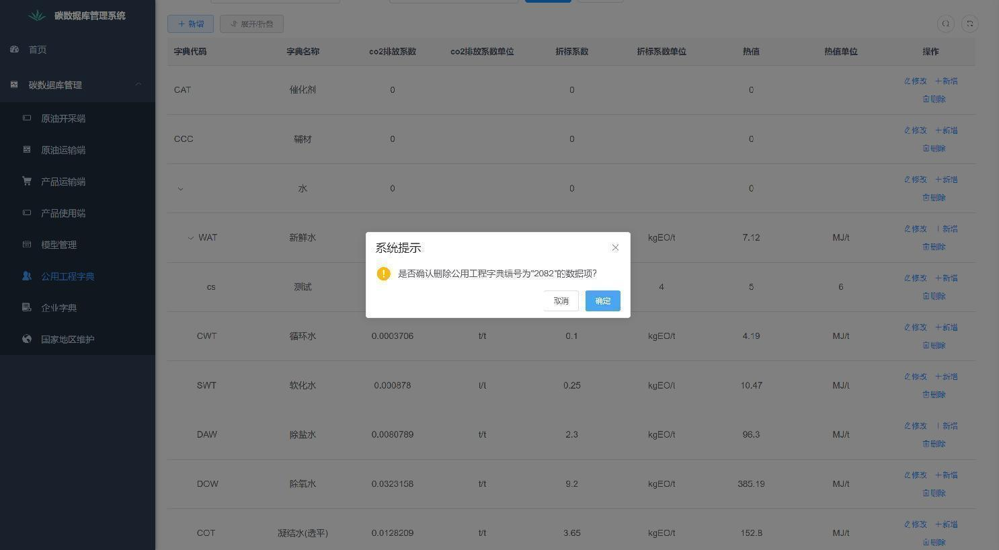 碳数据库管理系统
首页
碳数据库管理
原油开采端
原油运输端
产品运输端
产品使用端
模型管理
公用工程字典
企业字典
国家地区维护
新增 展开/折叠
字典代码 字典名称 co2排放系数 co2排放系数单位 折标系数 折标系数单位 热值 热值单位 操作
CAT 催化剂 0 0 0 修改 新增
删除
CCC 辅材 0 0 0 修改 新增
删除
水 0 0 0 修改 新增
删除
WAT 新鲜水 kgEO/t 7.12 MJ/t 修改 新增
删除
cs 测试 4 5 6 修改 新增
删除
CWT 循环水 0.0003706 t/t 0.1 kgEO/t 4.19 MJ/t 修改 新增
删除
SWT 软化水 0.000878 t/t 0.25 kgEO/t 10.47 MJ/t 修改 新增
删除
DAW 除盐水 0.0080789 t/t 2.3 kgEO/t 96.3 MJ/t 修改 新增
删除
DOW 除氧水 0.0323158 t/t 9.2 kgEO/t 385.19 MJ/t 修改 新增
删除
COT 凝结水(透平) 0.0128209 t/t 3.65 kgEO/t 152.8 MJ/t 修改 新增
删除
系统提示
是否确认删除公用工程字典编号为"2082"的数据项?
取消 确定